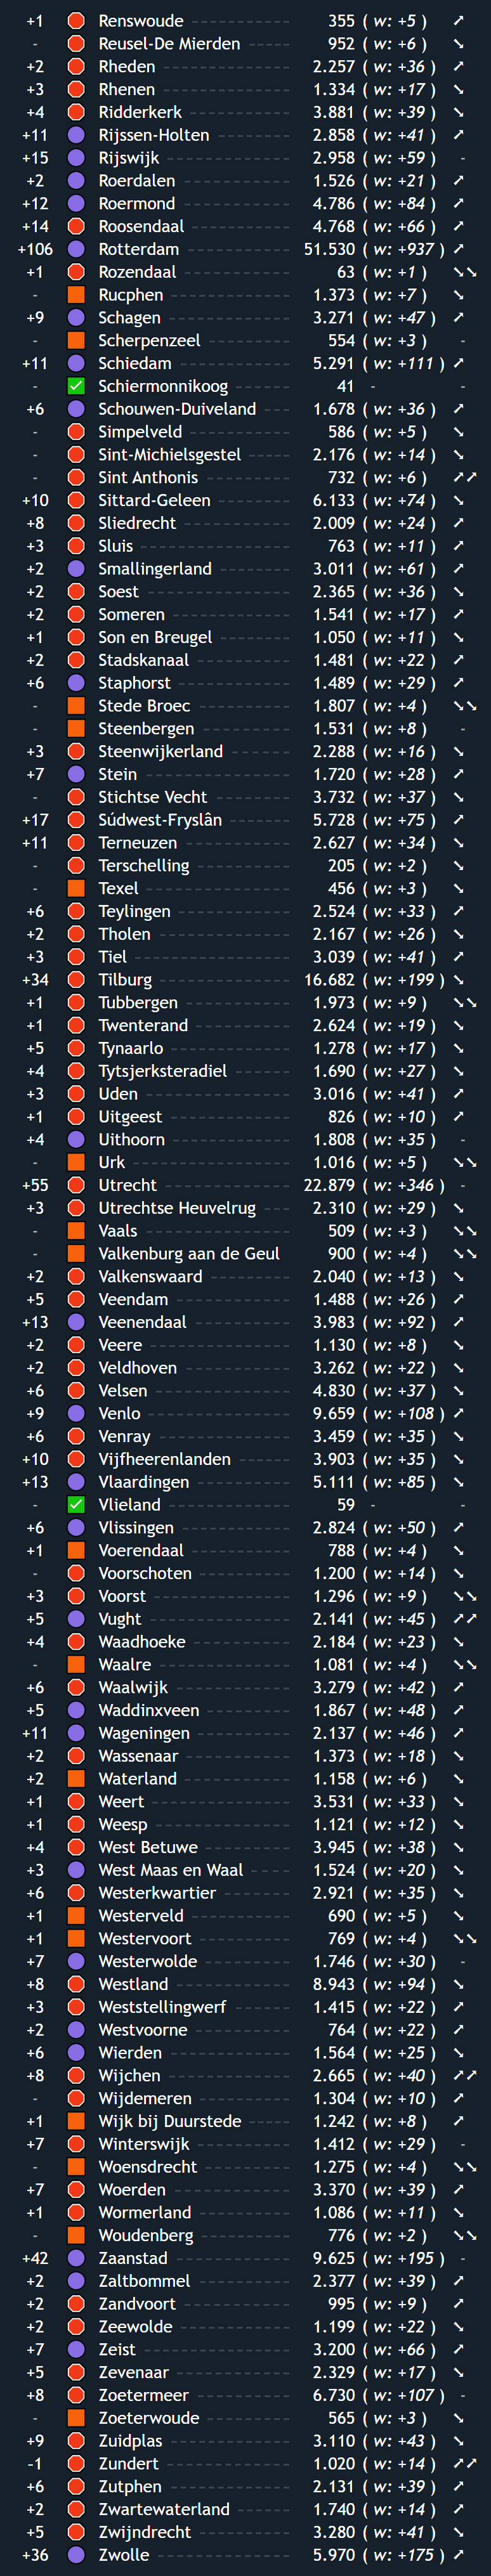 +1 Renswoude 355 ( w: +5 ) ➚
- Reusel-De Mierden 952 ( w: +6 ) ➘
+2 Rheden 2.257 ( w: +36 ) ➚
+3 Rhenen 1.334 ( w: +17 ) ➘
+4 Ridderkerk 3.881 ( w: +39 ) ➘
+11 Rijssen-Holten 2.858 ( w: +41 ) ➚
+15 Rijswijk 2.958 ( w: +59 ) -
+2 Roerdalen 1.526 ( w: +21 ) ➚
+12 Roermond 4.786 ( w: +84 ) ➚
+14 Roosendaal 4.768 ( w: +66 ) ➚
+106 Rotterdam 51.530 ( w: +937 ) ➚
+1 Rozendaal 63 ( w: +1 ) ➘➘
- Rucphen 1.373 ( w: +7 ) ➘
+9 Schagen 3.271 ( w: +47 ) ➚
- Scherpenzeel 554 ( w: +3 ) -
+11 Schiedam 5.291 ( w: +111 ) ➚
- Schiermonnikoog 41 - -
+6 Schouwen-Duiveland 1.678 ( w: +36 ) ➚
- Simpelveld 586 ( w: +5 ) ➘
- Sint-Michielsgestel 2.176 ( w: +14 ) ➘
- Sint Anthonis 732 ( w: +6 ) ➚➚
+10 Sittard-Geleen 6.133 ( w: +74 ) ➘
+8 Sliedrecht 2.009 ( w: +24 ) ➚
+3 Sluis 763 ( w: +11 ) ➚
+2 Smallingerland 3.011 ( w: +61 ) ➚
+2 Soest 2.365 ( w: +36 ) ➘
+2 Someren 1.541 ( w: +17 ) ➚
+1 Son en Breugel 1.050 ( w: +11 ) ➘
+2 Stadskanaal 1.481 ( w: +22 ) ➚
+6 Staphorst 1.489 ( w: +29 ) ➚
- Stede Broec 1.807 ( w: +4 ) ➘➘
- Steenbergen 1.531 ( w: +8 ) -
+3 Steenwijkerland 2.288 ( w: +16 ) ➘
+7 Stein 1.720 ( w: +28 ) ➚
- Stichtse Vecht 3.732 ( w: +37 ) ➘
+17 Súdwest-Fryslân 5.728 ( w: +75 ) ➚
+11 Terneuzen 2.627 ( w: +34 ) ➘
- Terschelling 205 ( w: +2 ) ➘
- Texel 456 ( w: +3 ) ➘
+6 Teylingen 2.524 ( w: +33 ) ➚
+2 Tholen 2.167 ( w: +26 ) ➘
+3 Tiel 3.039 ( w: +41 ) ➚
+34 Tilburg 16.682 ( w: +199 ) ➘
+1 Tubbergen 1.973 ( w: +9 ) ➘➘
+1 Twenterand 2.624 ( w: +19 ) ➘
+5 Tynaarlo 1.278 ( w: +17 ) ➘
+4 Tytsjerksteradiel 1.690 ( w: +27 ) ➘
+3 Uden 3.016 ( w: +41 ) ➚
+1 Uitgeest 826 ( w: +10 ) ➚
+4 Uithoorn 1.808 ( w: +35 ) -
- Urk 1.016 ( w: +5 ) ➘➘
+55 Utrecht 22.879 ( w: +346 ) -
+3 Utrechtse Heuvelrug 2.310 ( w: +29 ) ➘
- Vaals 509 ( w: +3 ) ➘➘
- Valkenburg aan de Geul 900 ( w: +4 ) ➘➘
+2 Valkenswaard 2.040 ( w: +13 ) ➘
+5 Veendam 1.488 ( w: +26 ) ➚
+13 Veenendaal 3.983 ( w: +92 ) ➚
+2 Veere 1.130 ( w: +8 ) ➘
+2 Veldhoven 3.262 ( w: +22 ) ➘
+6 Velsen 4.830 ( w: +37 ) ➘
+9 Venlo 9.659 ( w: +108 ) ➚
+6 Venray 3.459 ( w: +35 ) ➘
+10 Vijfheerenlanden 3.903 ( w: +35 ) ➘
+13 Vlaardingen 5.111 ( w: +85 ) ➘
- Vlieland 59 - -
+6 Vlissingen 2.824 ( w: +50 ) ➚
+1 Voerendaal 788 ( w: +4 ) ➘
- Voorschoten 1.200 ( w: +14 ) ➘
+3 Voorst 1.296 ( w: +9 ) ➘➘
+5 Vught 2.141 ( w: +45 ) ➚➚
+4 Waadhoeke 2.184 ( w: +23 ) ➘
- Waalre 1.081 ( w: +4 ) ➘➘
+6 Waalwijk 3.279 ( w: +42 ) ➚
+5 Waddinxveen 1.867 ( w: +48 ) ➚
+11 Wageningen 2.137 ( w: +46 ) ➚
+2 Wassenaar 1.373 ( w: +18 ) ➘
+2 Waterland 1.158 ( w: +6 ) ➘
+1 Weert 3.531 ( w: +33 ) ➘
+1 Weesp 1.121 ( w: +12 ) ➘
+4 West Betuwe 3.945 ( w: +38 ) ➘
+3 West Maas en Waal 1.524 ( w: +20 ) ➘
+6 Westerkwartier 2.921 ( w: +35 ) ➘
+1 Westerveld 690 ( w: +5 ) ➘
+1 Westervoort 769 ( w: +4 ) ➘➘
+7 Westerwolde 1.746 ( w: +30 ) -
+8 Westland 8.943 ( w: +94 ) ➘
+3 Weststellingwerf 1.415 ( w: +22 ) ➚
+2 Westvoorne 764 ( w: +22 ) ➚
+6 Wierden 1.564 ( w: +25 ) ➘
+8 Wijchen 2.665 ( w: +40 ) ➚➚
- Wijdemeren 1.304 ( w: +10 ) ➚
+1 Wijk bij Duurstede 1.242 ( w: +8 ) ➚
+7 Winterswijk 1.412 ( w: +29 ) -
- Woensdrecht 1.275 ( w: +4 ) ➘➘
+7 Woerden 3.370 ( w: +39 ) ➚
+1 Wormerland 1.086 ( w: +11 ) ➘
- Woudenberg 776 ( w: +2 ) ➘➘
+42 Zaanstad 9.625 ( w: +195 ) -
+2 Zaltbommel 2.377 ( w: +39 ) ➚
+2 Zandvoort 995 ( w: +9 ) ➚
+2 Zeewolde 1.199 ( w: +22 ) ➘
+7 Zeist 3.200 ( w: +66 ) ➚
+5 Zevenaar 2.329 ( w: +17 ) ➘
+8 Zoetermeer 6.730 ( w: +107 ) -
- Zoeterwoude 565 ( w: +3 ) ➘
+9 Zuidplas 3.110 ( w: +43 ) ➘
-1 Zundert 1.020 ( w: +14 ) ➚➚
+6 Zutphen 2.131 ( w: +39 ) ➚
+2 Zwartewaterland 1.740 ( w: +14 ) ➚
+5 Zwijndrecht 3.280 ( w: +41 ) ➘
+36 Zwolle 5.970 ( w: +175 ) ➚